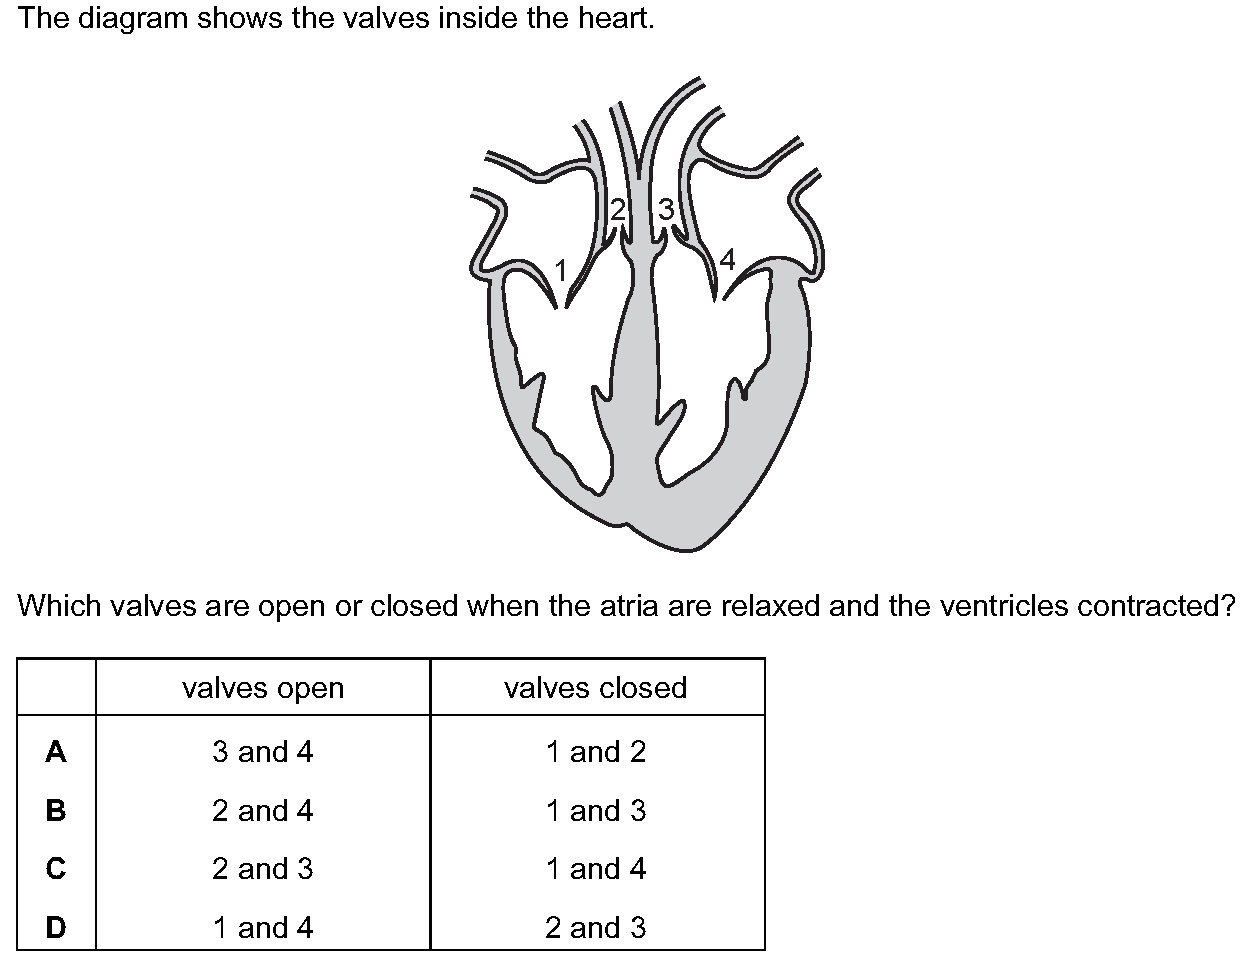 The diagram shows the valves inside the heart.
2 3
1 4
Which valves are open or closed when the atria are relaxed and the ventricles contracted?
valves open valves closed
A 3 and 4 1 and 2
B 2 and 4 1 and 3
C 2 and 3 1 and 4
D 1 and 4 2 and 3